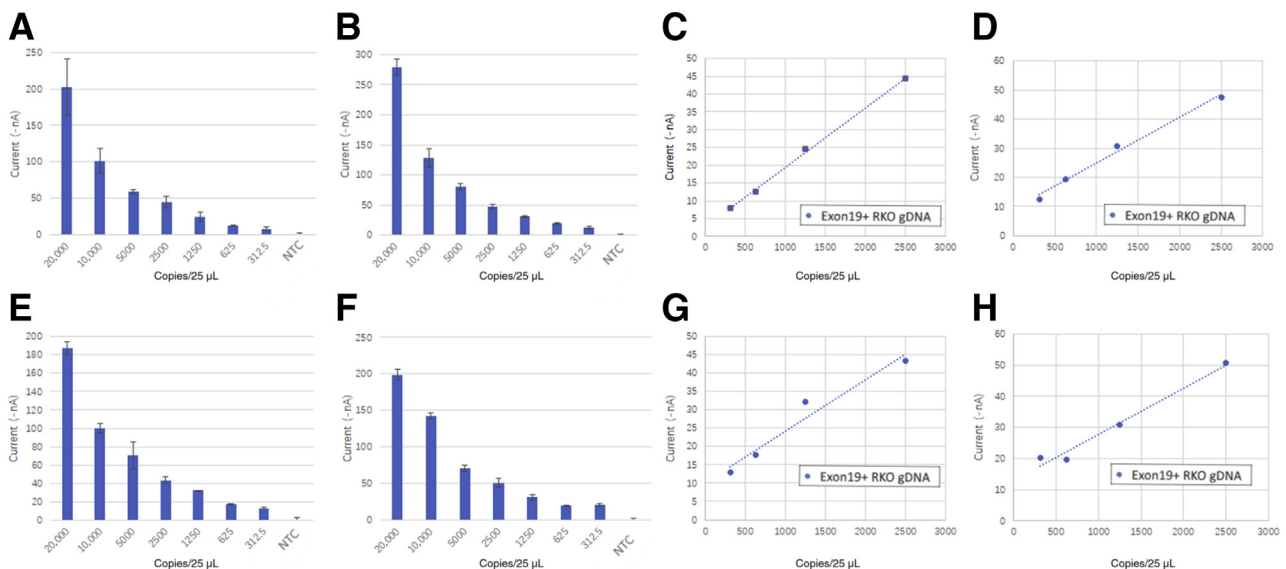 A
B
C
D
250
200
150
100
50
0
Current (-nA)
20,000
10,000
5000
2500
1250
625
312.5
NTC
Copies/25 µL
300
250
200
150
100
50
0
Current (-nA)
20,000
10,000
5000
2500
1250
625
312.5
NTC
Copies/25 µL
50
45
40
35
30
25
20
15
10
5
0
Current (-nA)
Exon19+ RKO gDNA
0 500 1000 1500 2000 2500 3000
Copies/25 µL
60
50
40
30
20
10
0
Current (-nA)
Exon19+ RKO gDNA
0 500 1000 1500 2000 2500 3000
Copies/25 µL
E
F
G
H
200
180
160
140
120
100
80
60
40
20
0
Current (-nA)
20,000
10,000
5000
2500
1250
625
312.5
NTC
Copies/25 µL
250
200
150
100
50
0
Current (-nA)
20,000
10,000
5000
2500
1250
625
312.5
NTC
Copies/25 µL
50
45
40
35
30
25
20
15
10
5
0
Current (-nA)
Exon19+ RKO gDNA
0 500 1000 1500 2000 2500 3000
Copies/25 µL
60
50
40
30
20
10
0
Current (-nA)
Exon19+ RKO gDNA
0 500 1000 1500 2000 2500 3000
Copies/25 µL